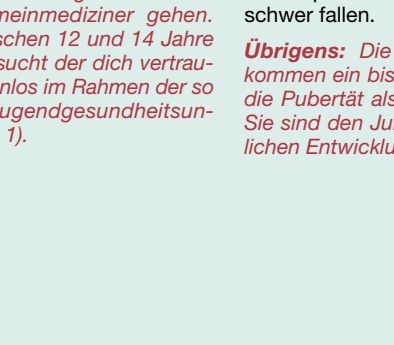 meinmediziner gehen.
schen 12 und 14 Jahre
sucht der dich vertrau-
nlos im Rahmen der so
ugendgesundheitsun-
1).
schwer fallen.
Übrigens: Die
kommen ein bis
die Pubertät als
Sie sind den Ju
lichen Entwicklu